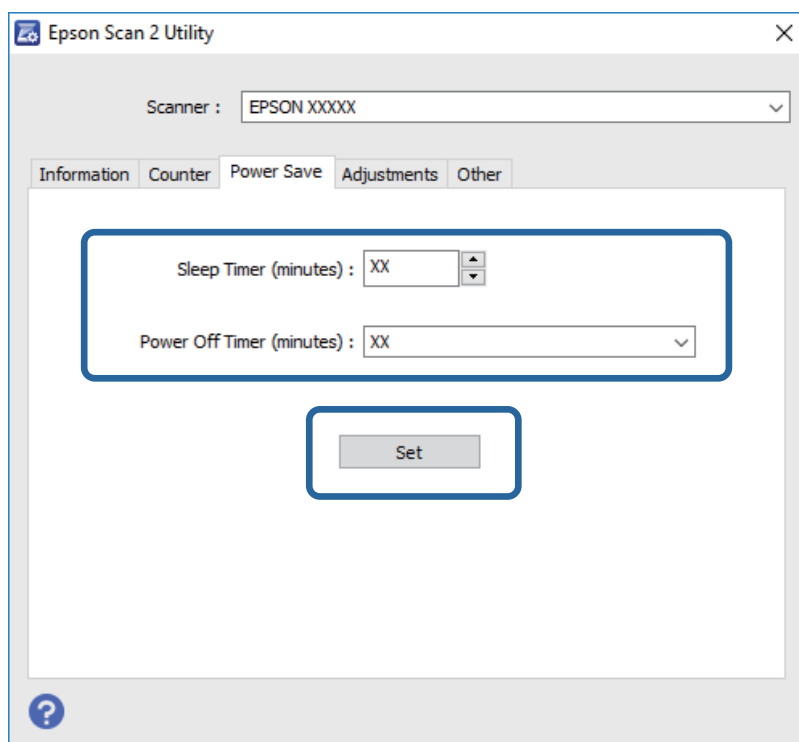 Epson Scan 2 Utility
Scanner : EPSON XXXXX
Information Counter Power Save Adjustments Other
Sleep Timer (minutes) : XX
Power Off Timer (minutes) : XX
Set
?